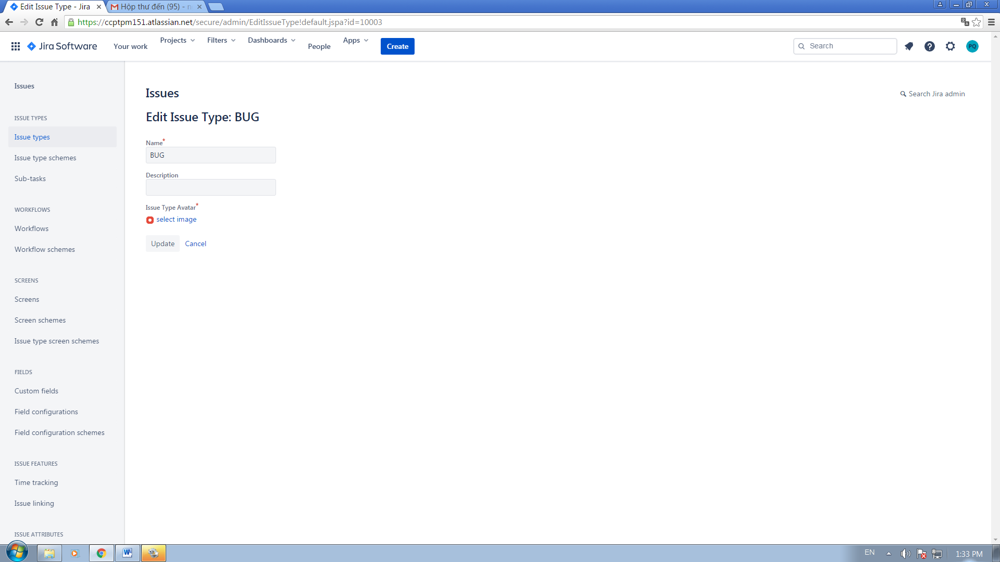 Edit Issue Type - Jira
Hộp thư đến (95) - n
https://ccptpm151.atlassian.net/secure/admin/EditIssueType!default.jspa?id=10003
Jira Software
Your work
Projects
Filters
Dashboards
People
Apps
Create
Search
PQ
Issues
ISSUE TYPES
Issue types
Issue type schemes
Sub-tasks
WORKFLOWS
Workflows
Workflow schemes
SCREENS
Screens
Screen schemes
Issue type screen schemes
FIELDS
Custom fields
Field configurations
Field configuration schemes
ISSUE FEATURES
Time tracking
Issue linking
ISSUE ATTRIBUTES
Issues
Search Jira admin
Edit Issue Type: BUG
Name*
BUG
Description
Issue Type Avatar*
select image
Update Cancel
EN
1:33 PM